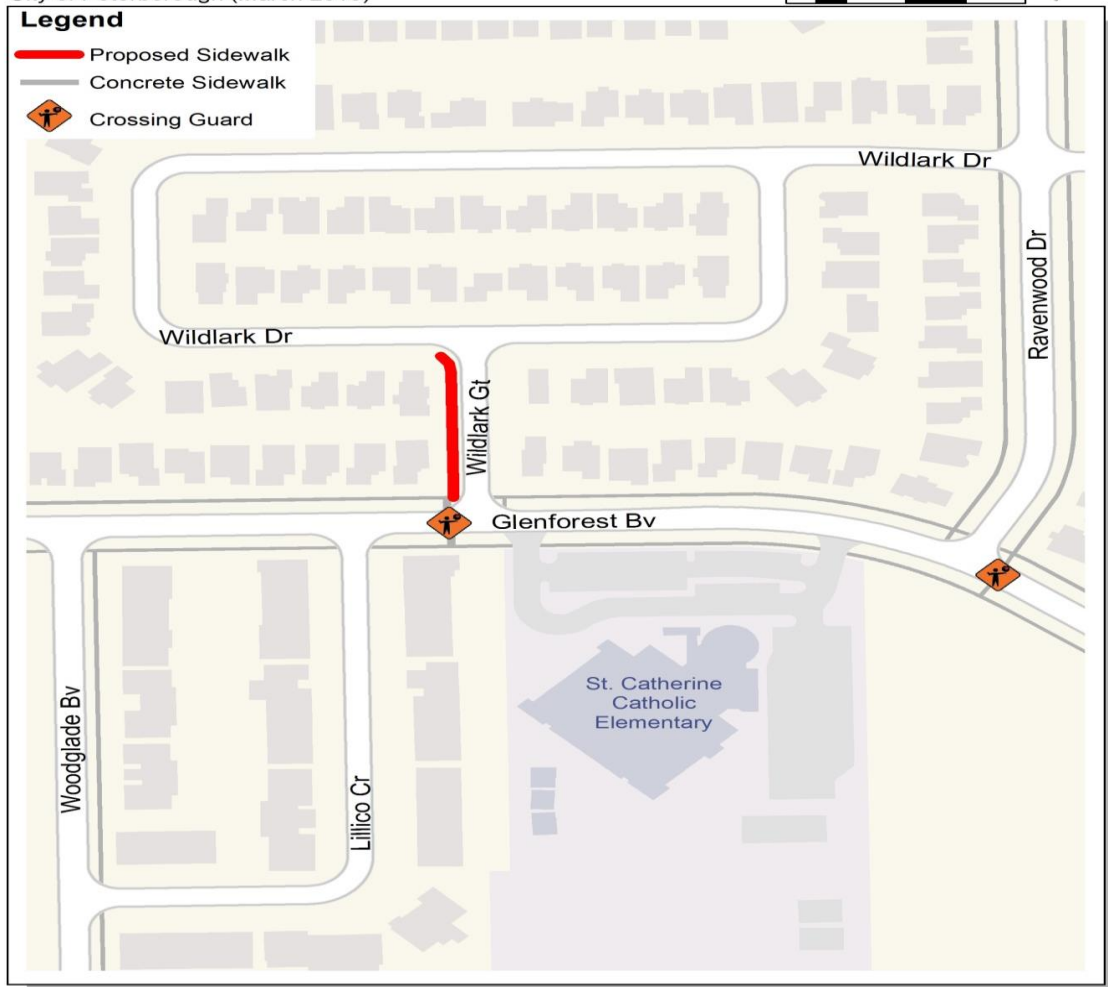 Legend
Proposed Sidewalk
Concrete Sidewalk
Crossing Guard
Wildlark Dr
Ravenwood Dr
Wildlark Dr
Wildlark Gt
Glenforest Bv
St. Catherine
Catholic
Elementary
Woodglade Bv
Lillico Cr